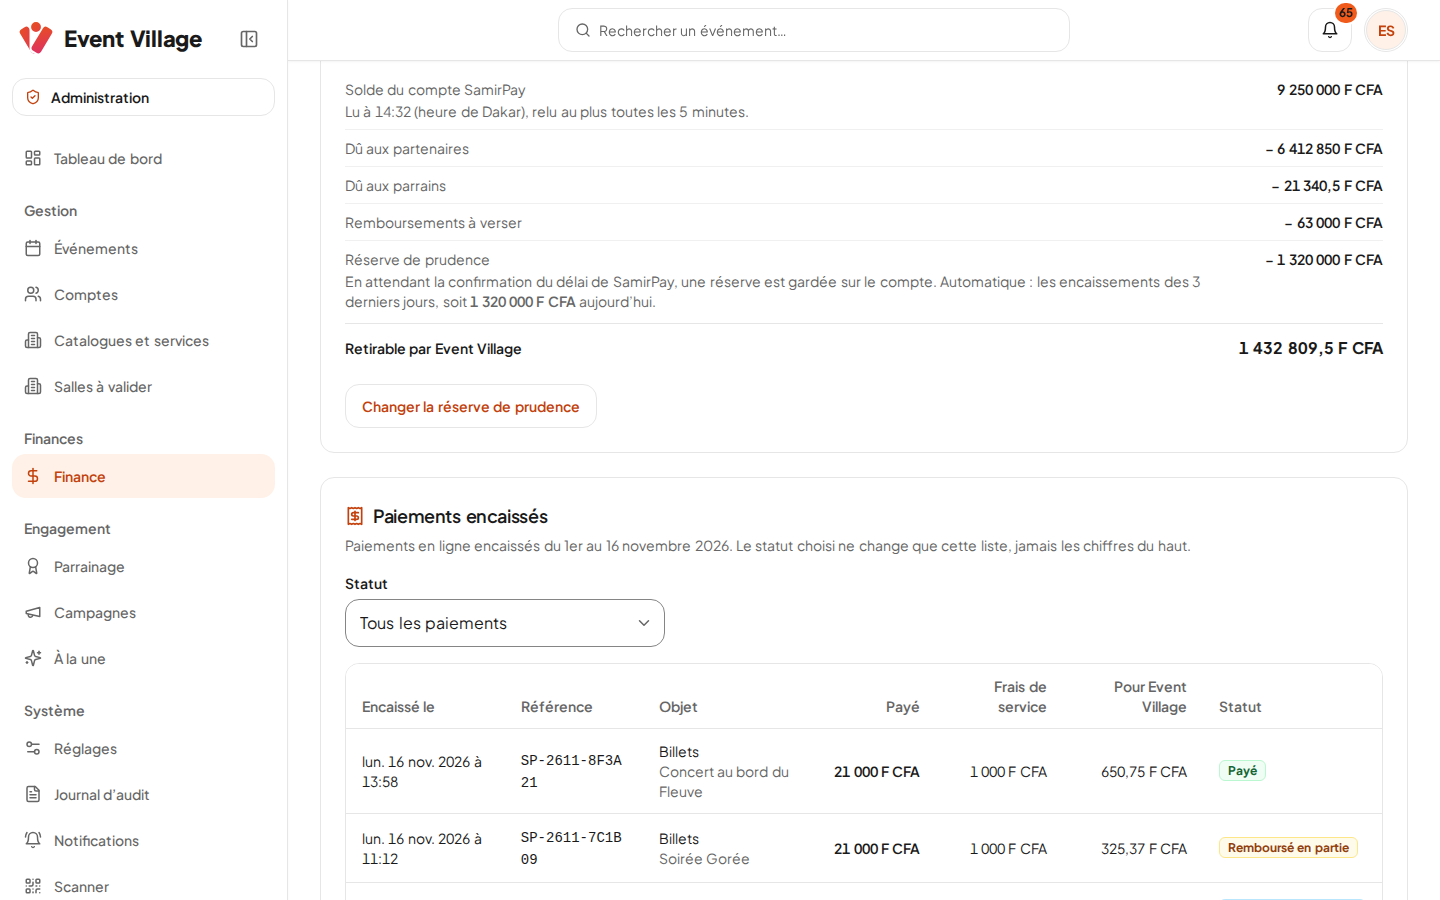 Event Village
Rechercher un événement…
65
ES
Administration
Tableau de bord
Gestion
Événements
Comptes
Catalogues et services
Salles à valider
Finances
Finance
Engagement
Parrainage
Campagnes
À la une
Système
Réglages
Journal d’audit
Notifications
Scanner
Solde du compte SamirPay
9 250 000 F CFA
Lu à 14:32 (heure de Dakar), relu au plus toutes les 5 minutes.
Dû aux partenaires
– 6 412 850 F CFA
Dû aux parrains
– 21 340,5 F CFA
Remboursements à verser
– 63 000 F CFA
Réserve de prudence
– 1 320 000 F CFA
En attendant la confirmation du délai de SamirPay, une réserve est gardée sur le compte. Automatique : les encaissements des 3
derniers jours, soit 1 320 000 F CFA aujourd’hui.
Retirable par Event Village
1 432 809,5 F CFA
Changer la réserve de prudence
Paiements encaissés
Paiements en ligne encaissés du 1er au 16 novembre 2026. Le statut choisi ne change que cette liste, jamais les chiffres du haut.
Statut
Tous les paiements
Encaissé le
Référence
Objet
Payé
Frais de
service
Pour Event
Village
Statut
lun. 16 nov. 2026 à
13:58
SP-2611-8F3A
21
Billets
Concert au bord du
Fleuve
21 000 F CFA
1 000 F CFA
650,75 F CFA
Payé
lun. 16 nov. 2026 à
11:12
SP-2611-7C1B
09
Billets
Soirée Gorée
21 000 F CFA
1 000 F CFA
325,37 F CFA
Remboursé en partie